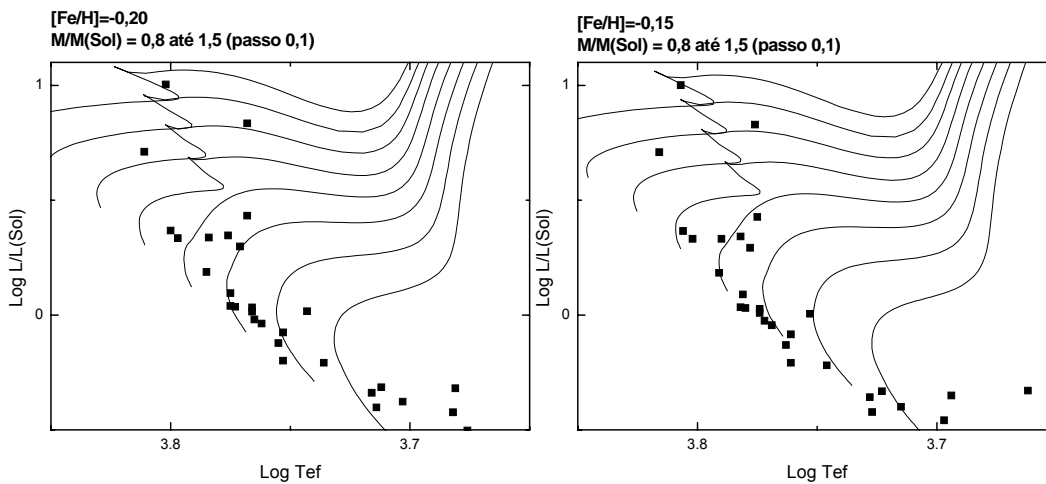 [Fe/H]=-0,20
M/M(Sol) = 0,8 até 1,5 (passo 0,1)
1
0
Log L/L(Sol)
3.8
3.7
Log Tef
[Fe/H]=-0,15
M/M(Sol) = 0,8 até 1,5 (passo 0,1)
1
0
Log L/L(Sol)
3.8
3.7
Log Tef